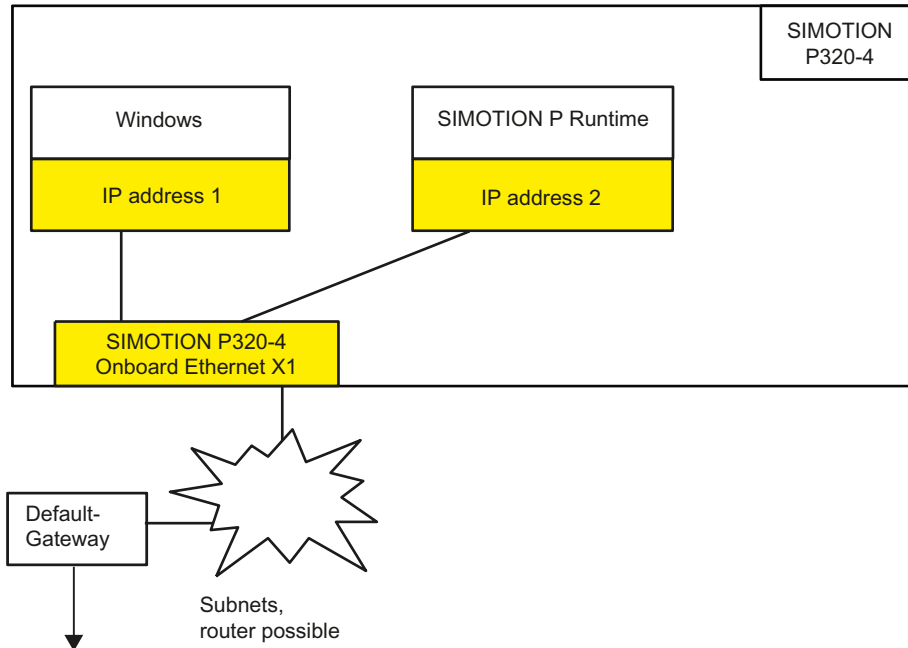 SIMOTION
P320-4
Windows
SIMOTION P Runtime
IP address 1
IP address 2
SIMOTION P320-4
Onboard Ethernet X1
Default-
Gateway
Subnets,
router possible